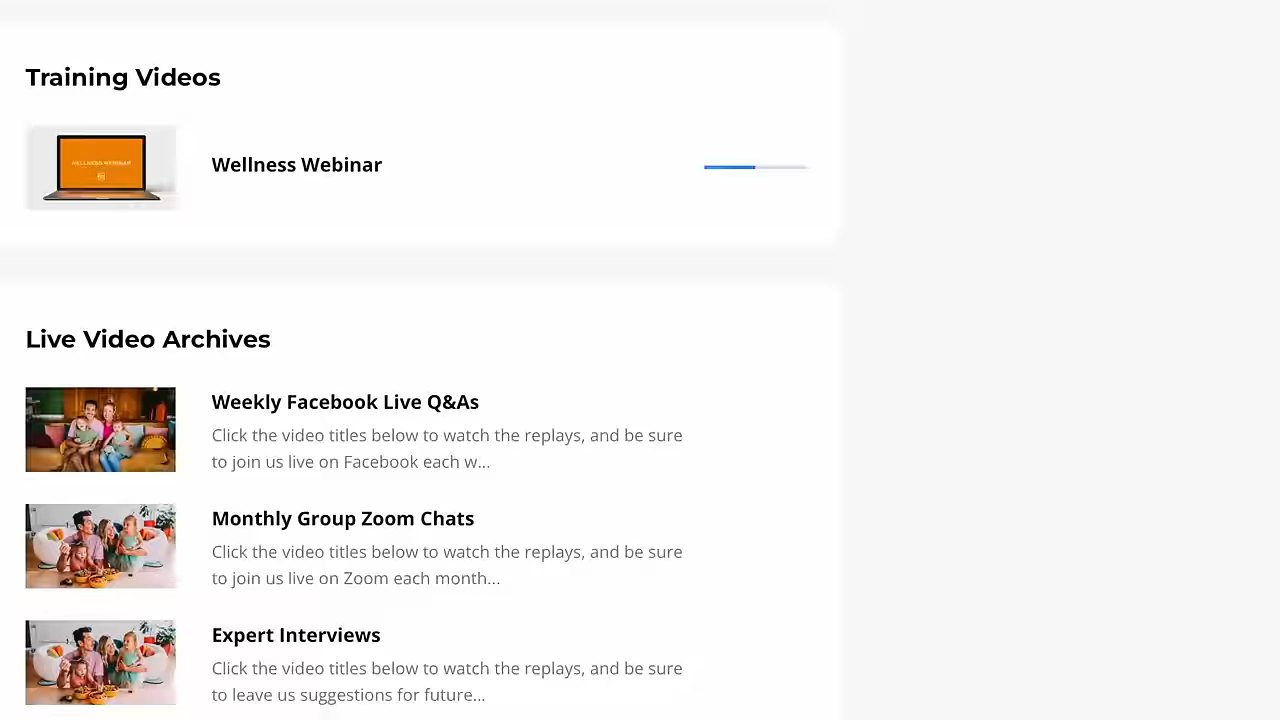 Training Videos
WELLNESS WEBINAR
Wellness Webinar
Live Video Archives
Weekly Facebook Live Q&As
Click the video titles below to watch the replays, and be sure
to join us live on Facebook each w...
Monthly Group Zoom Chats
Click the video titles below to watch the replays, and be sure
to join us live on Zoom each month...
Expert Interviews
Click the video titles below to watch the replays, and be sure
to leave us suggestions for future...